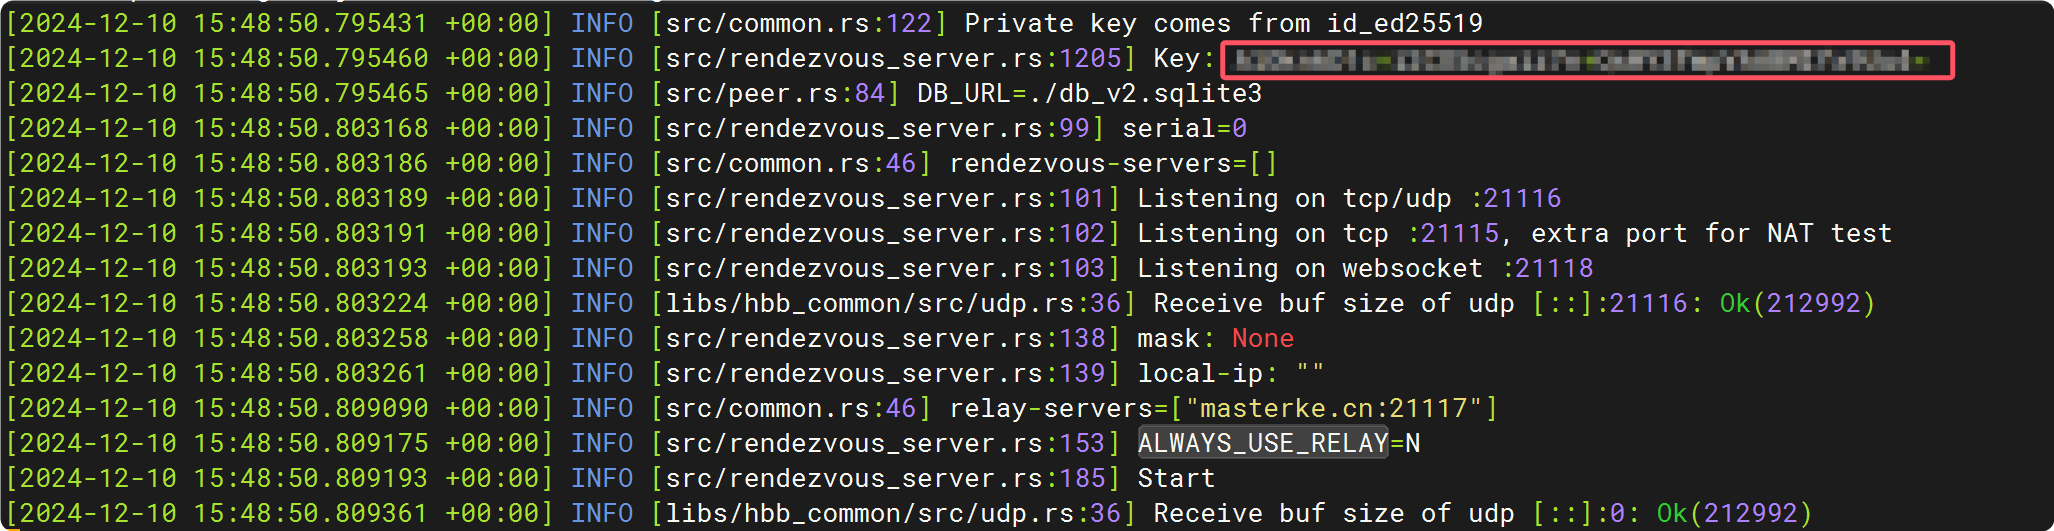 [2024-12-10 15:48:50.795431 +00:00] INFO [src/common.rs:122] Private key comes from id_ed25519
[2024-12-10 15:48:50.795460 +00:00] INFO [src/rendezvous_server.rs:1205] Key:
[2024-12-10 15:48:50.795465 +00:00] INFO [src/peer.rs:84] DB_URL=./db_v2.sqlite3
[2024-12-10 15:48:50.803168 +00:00] INFO [src/rendezvous_server.rs:99] serial=0
[2024-12-10 15:48:50.803186 +00:00] INFO [src/common.rs:46] rendezvous-servers=[]
[2024-12-10 15:48:50.803189 +00:00] INFO [src/rendezvous_server.rs:101] Listening on tcp/udp :21116
[2024-12-10 15:48:50.803191 +00:00] INFO [src/rendezvous_server.rs:102] Listening on tcp :21115, extra port for NAT test
[2024-12-10 15:48:50.803193 +00:00] INFO [src/rendezvous_server.rs:103] Listening on websocket :21118
[2024-12-10 15:48:50.803224 +00:00] INFO [libs/hbb_common/src/udp.rs:36] Receive buf size of udp [::]:21116: Ok(212992)
[2024-12-10 15:48:50.803258 +00:00] INFO [src/rendezvous_server.rs:138] mask: None
[2024-12-10 15:48:50.803261 +00:00] INFO [src/rendezvous_server.rs:139] local-ip: ""
[2024-12-10 15:48:50.809090 +00:00] INFO [src/common.rs:46] relay-servers=["masterke.cn:21117"]
[2024-12-10 15:48:50.809175 +00:00] INFO [src/rendezvous_server.rs:153] ALWAYS_USE_RELAY=N
[2024-12-10 15:48:50.809193 +00:00] INFO [src/rendezvous_server.rs:185] Start
[2024-12-10 15:48:50.809361 +00:00] INFO [libs/hbb_common/src/udp.rs:36] Receive buf size of udp [::]:0: Ok(212992)